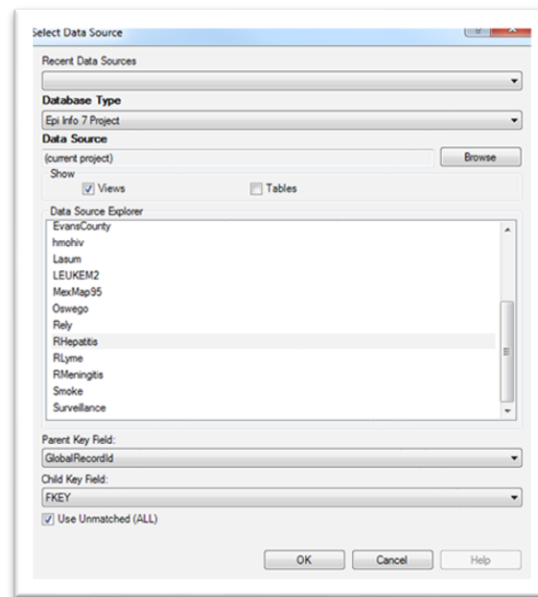 Select Data Source
Recent Data Sources
Database Type
Epi Info 7 Project
Data Source
(current project)
Browse
Show
Views Tables
Data Source Explorer
EvansCounty
hmohiv
Lasum
LEUKEM2
MexMap95
Oswego
Rely
RHepatitis
RLyme
RMeningitis
Smoke
Surveillance
Parent Key Field:
GlobalRecordId
Child Key Field:
FKEY
Use Unmatched (ALL)
OK Cancel Help